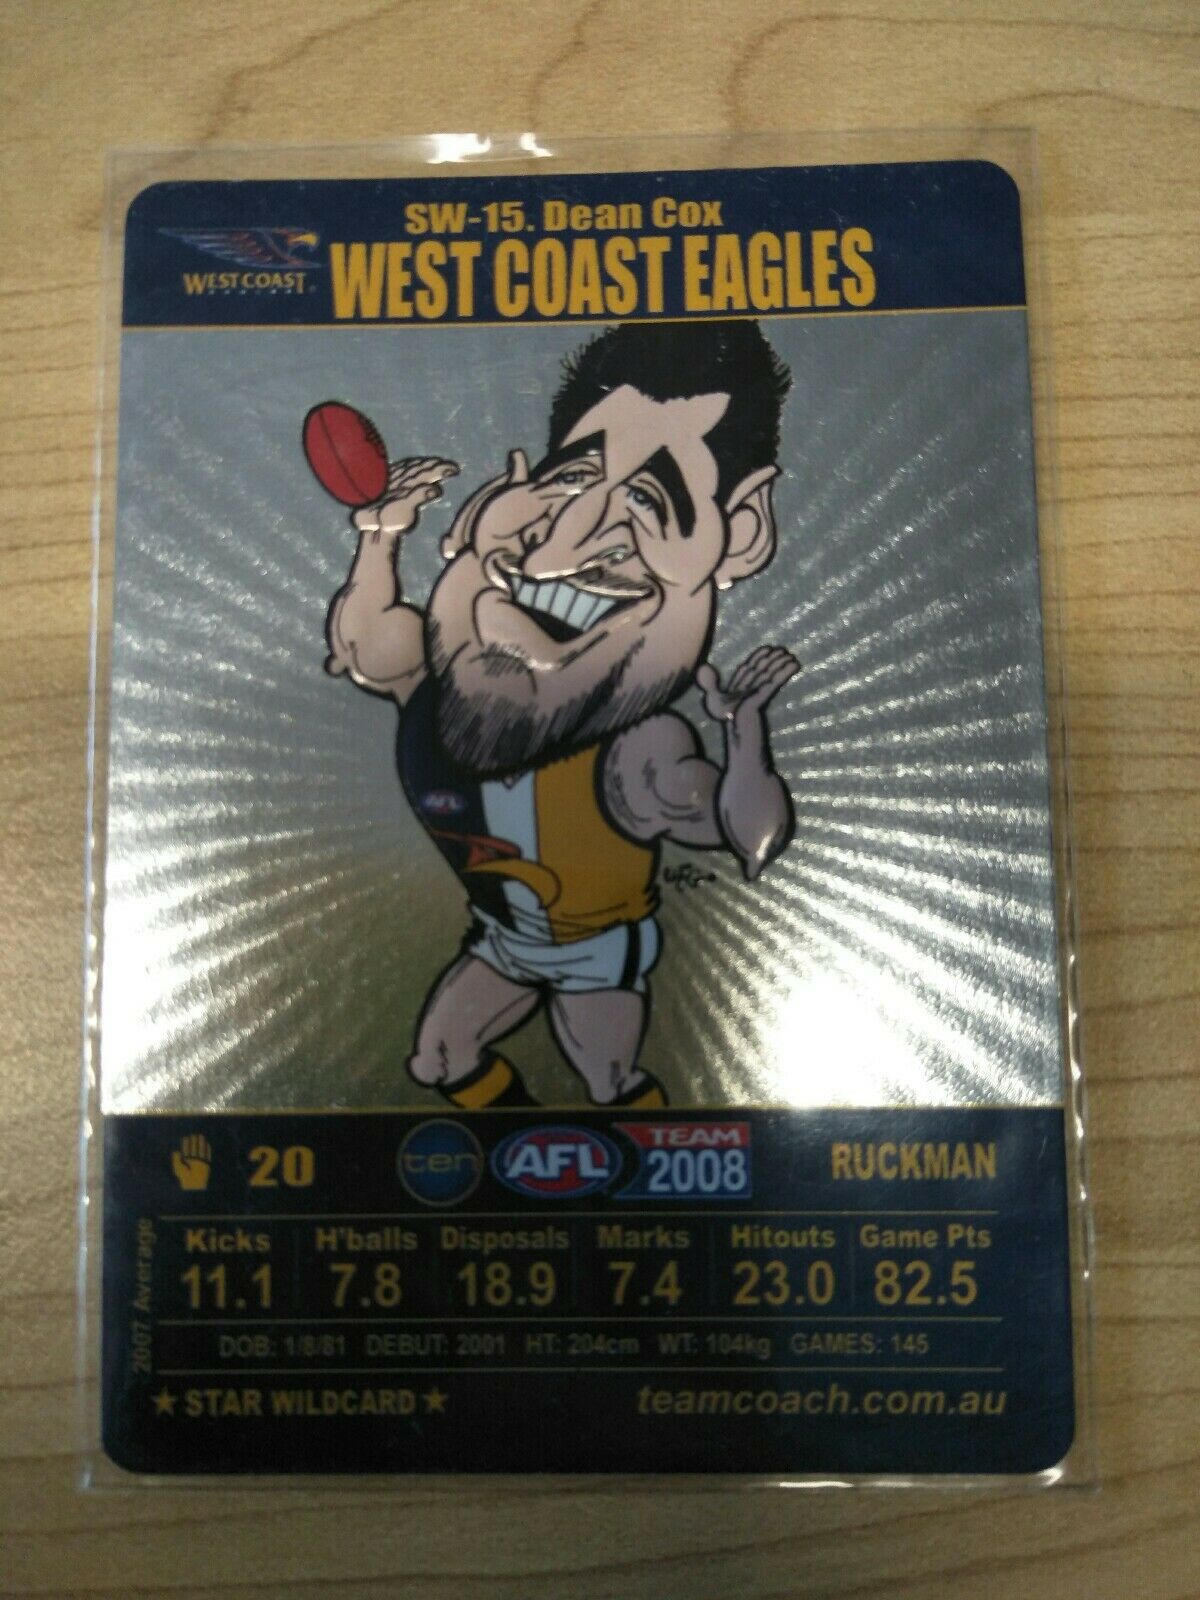 SW-15. Dean Cox
WEST COAST
WEST COAST EAGLES
AFL
20
ten
AFL
TEAM
2008
RUCKMAN
2007 Average
Kicks H'balls Disposals Marks Hitouts Game Pts
11.1 7.8 18.9 7.4 23.0 82.5
DOB: 1/8/81 DEBUT: 2001 HT: 204cm WT: 104kg GAMES: 145
★ STAR WILDCARD ★
teamcoach.com.au